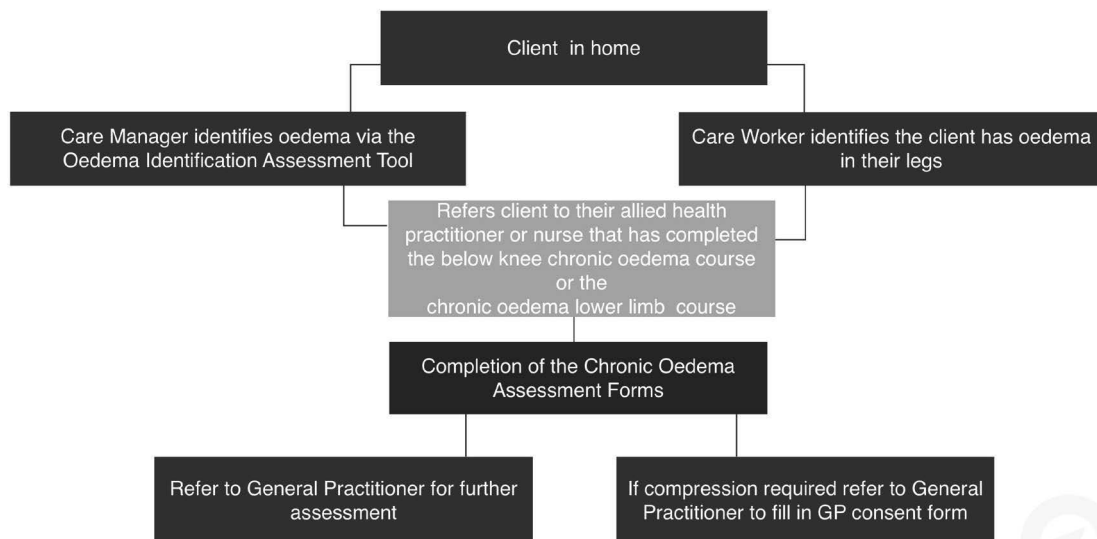 Client in home
Care Manager identifies oedema via the
Oedema Identification Assessment Tool
Care Worker identifies the client has oedema
in their legs
Refers client to their allied health
practitioner or nurse that has completed
the below knee chronic oedema course
or the
chronic oedema lower limb course
Completion of the Chronic Oedema
Assessment Forms
Refer to General Practitioner for further
assessment
If compression required refer to General
Practitioner to fill in GP consent form